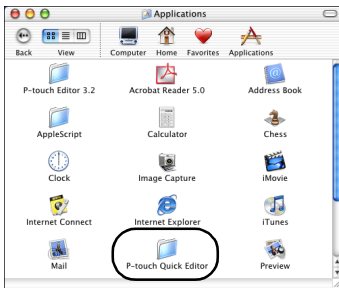 Applications
Back View Computer Home Favorites Applications
P-touch Editor 3.2 Acrobat Reader 5.0 Address Book
AppleScript Calculator Chess
Clock Image Capture iMovie
Internet Connect Internet Explorer iTunes
Mail P-touch Quick Editor Preview